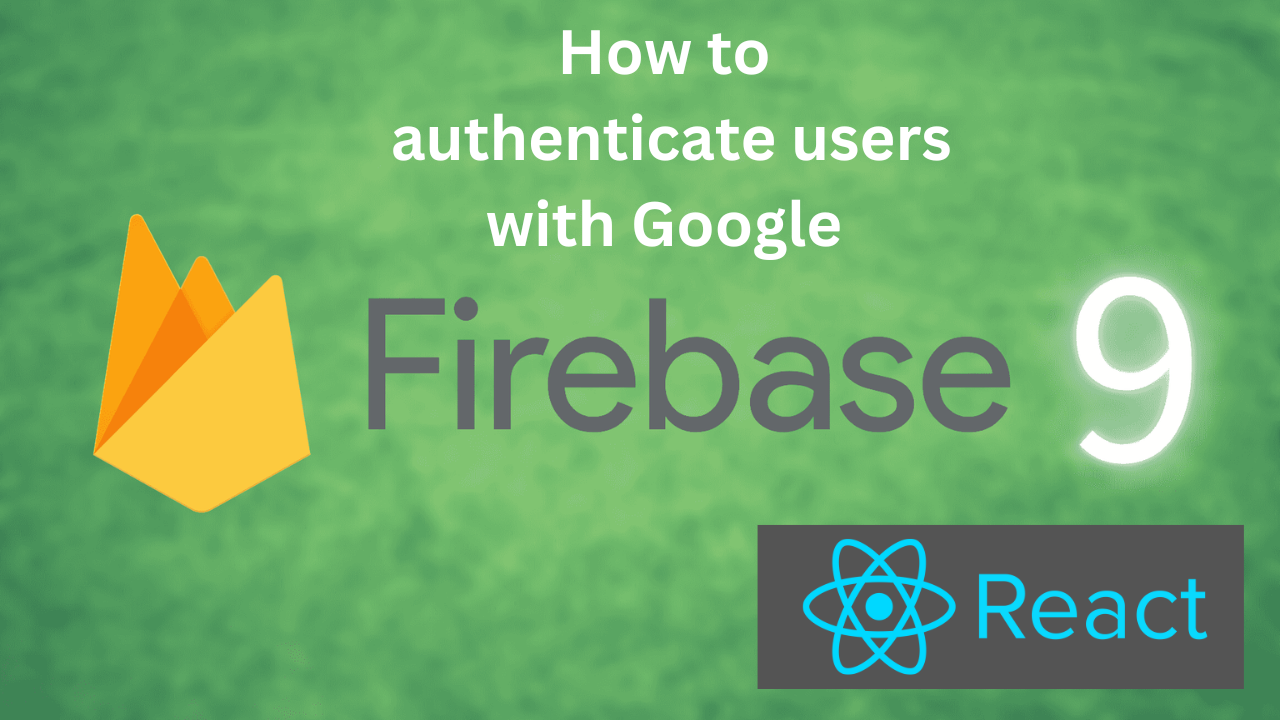 How to
authenticate users
with Google
Firebase 9
React